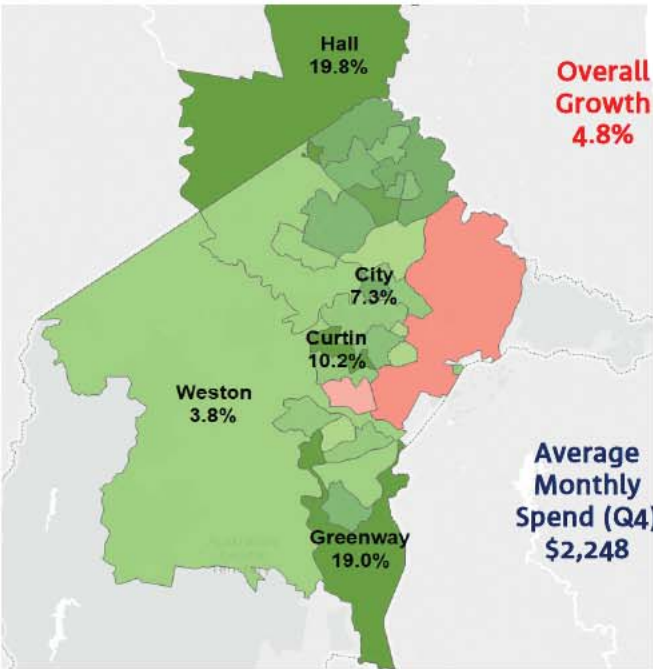 Hall
19.8%
Overall
Growth
4.8%
City
7.3%
Curtin
10.2%
Weston
3.8%
Average
Monthly
Spend (Q4)
$2,248
Greenway
19.0%